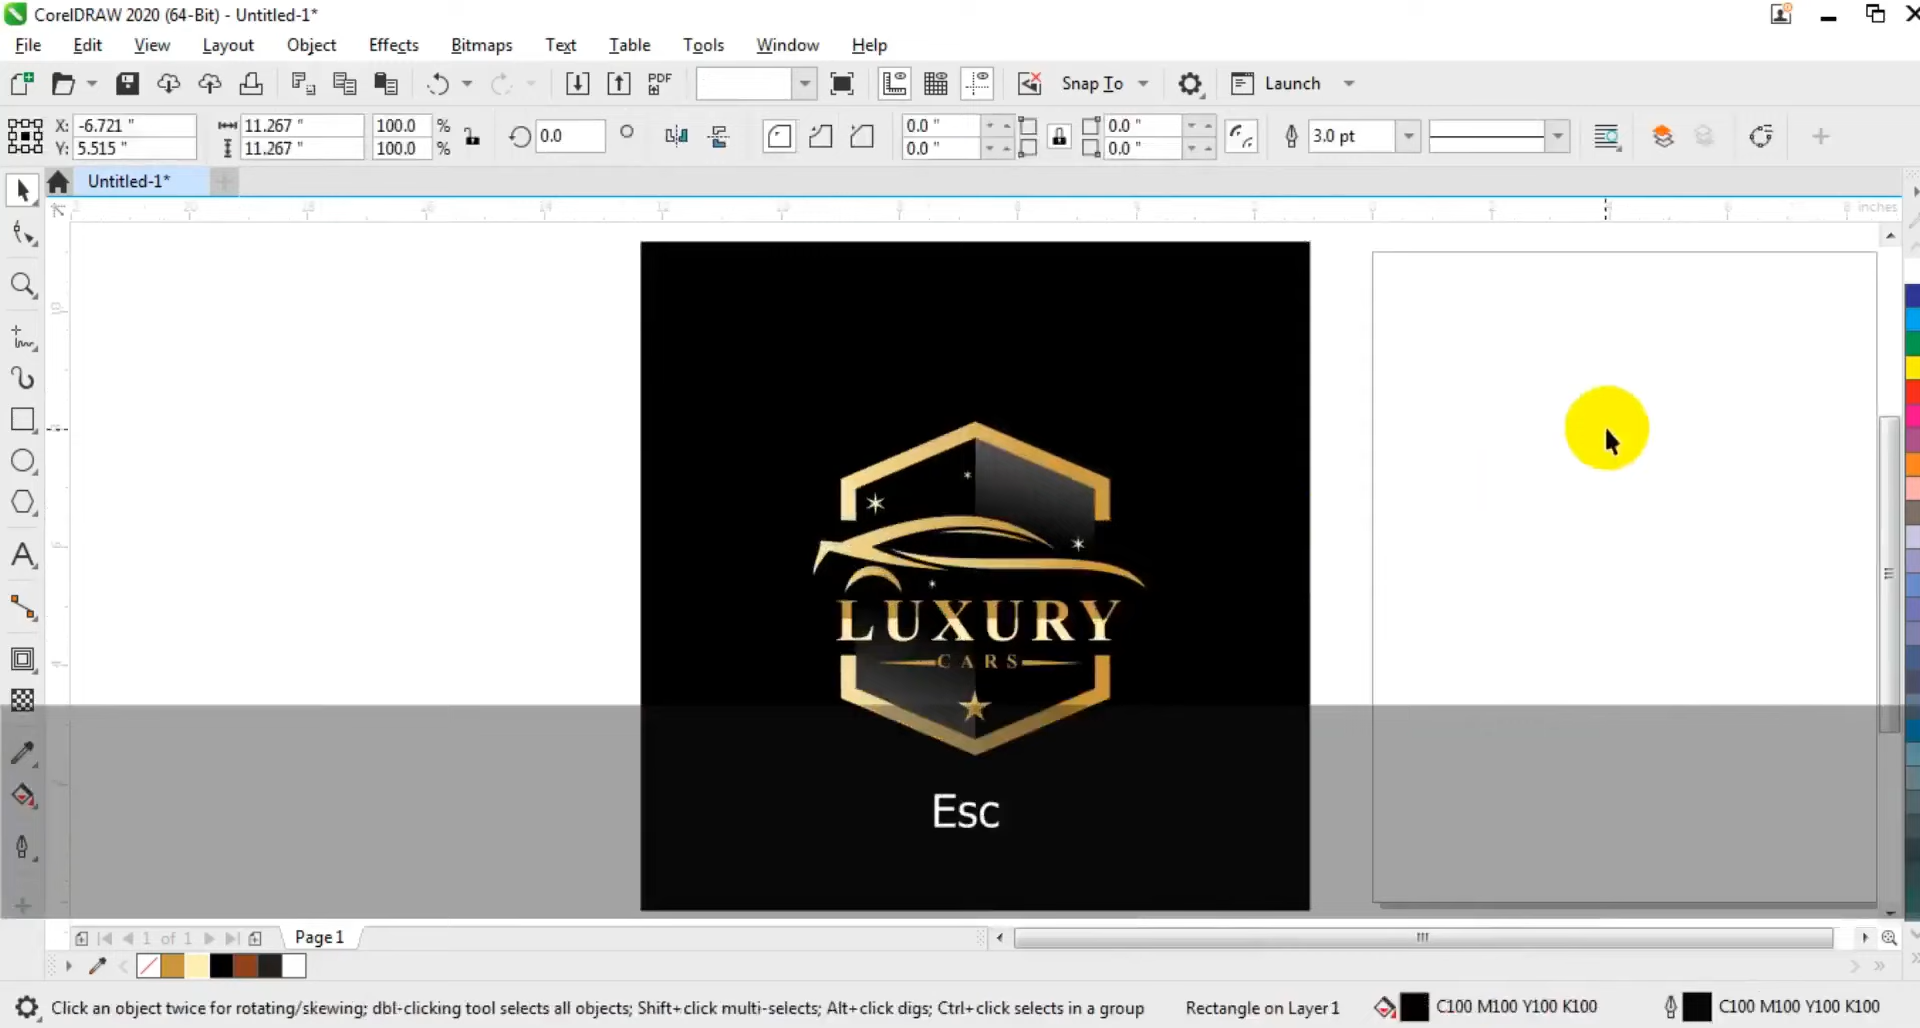 CorelDRAW 2020 (64-Bit) - Untitled-1*
File Edit View Layout Object Effects Bitmaps Text Table Tools Window Help
PDF Snap To Launch
X: -6.721 " 11.267 " 100.0 % 0.0 0.0 " 0.0 " 3.0 pt
Y: 5.515 " 11.267 " 100.0 % 0.0 " 0.0 "
Untitled-1*
inches
LUXURY
CARS
Esc
1 of 1 Page 1
Click an object twice for rotating/skewing; dbl-clicking tool selects all objects; Shift+click multi-selects; Alt+click digs; Ctrl+click selects in a group Rectangle on Layer 1 C100 M100 Y100 K100 C100 M100 Y100 K100